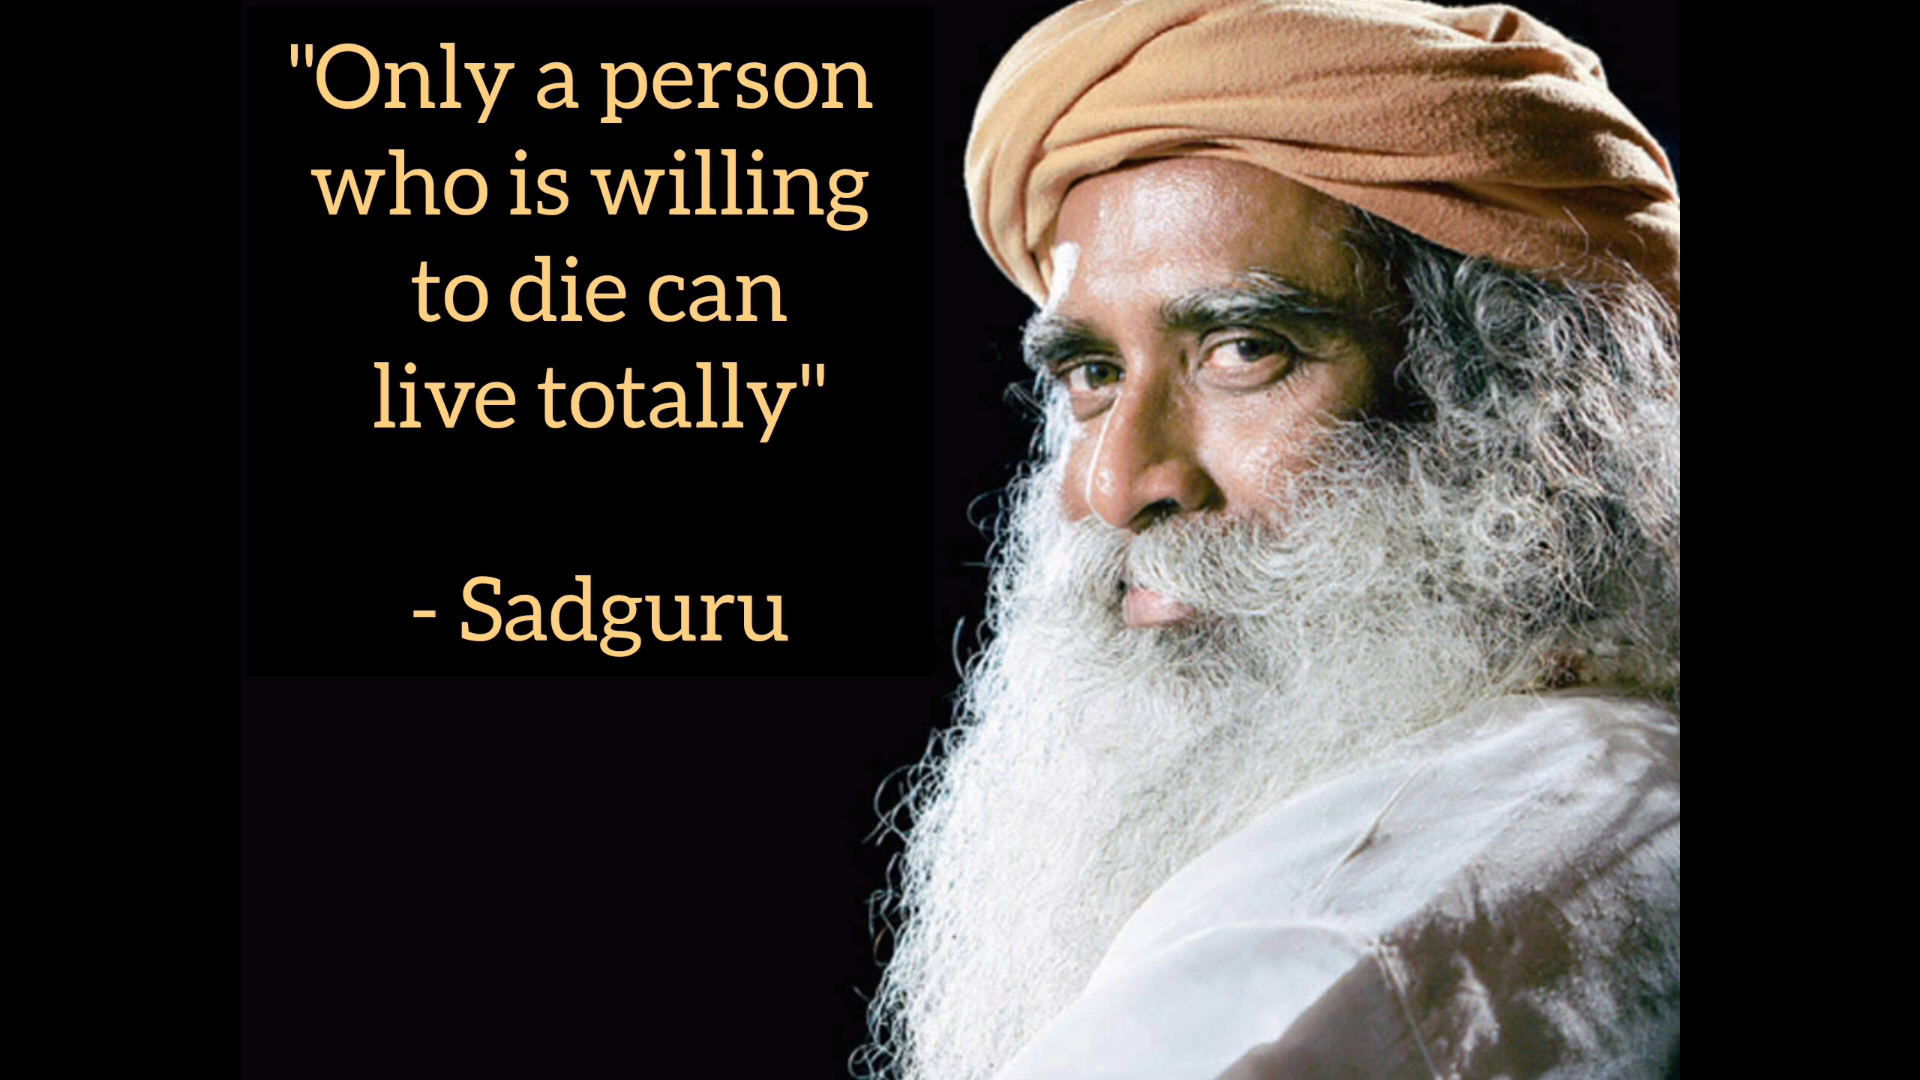 "Only a person
who is willing
to die can
live totally"
- Sadguru